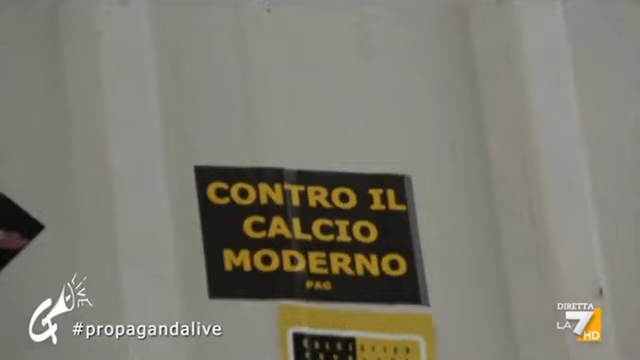 CONTRO IL
CALCIO
MODERNO
PAG
#propagandalive
DIRETTA
LA7 HD